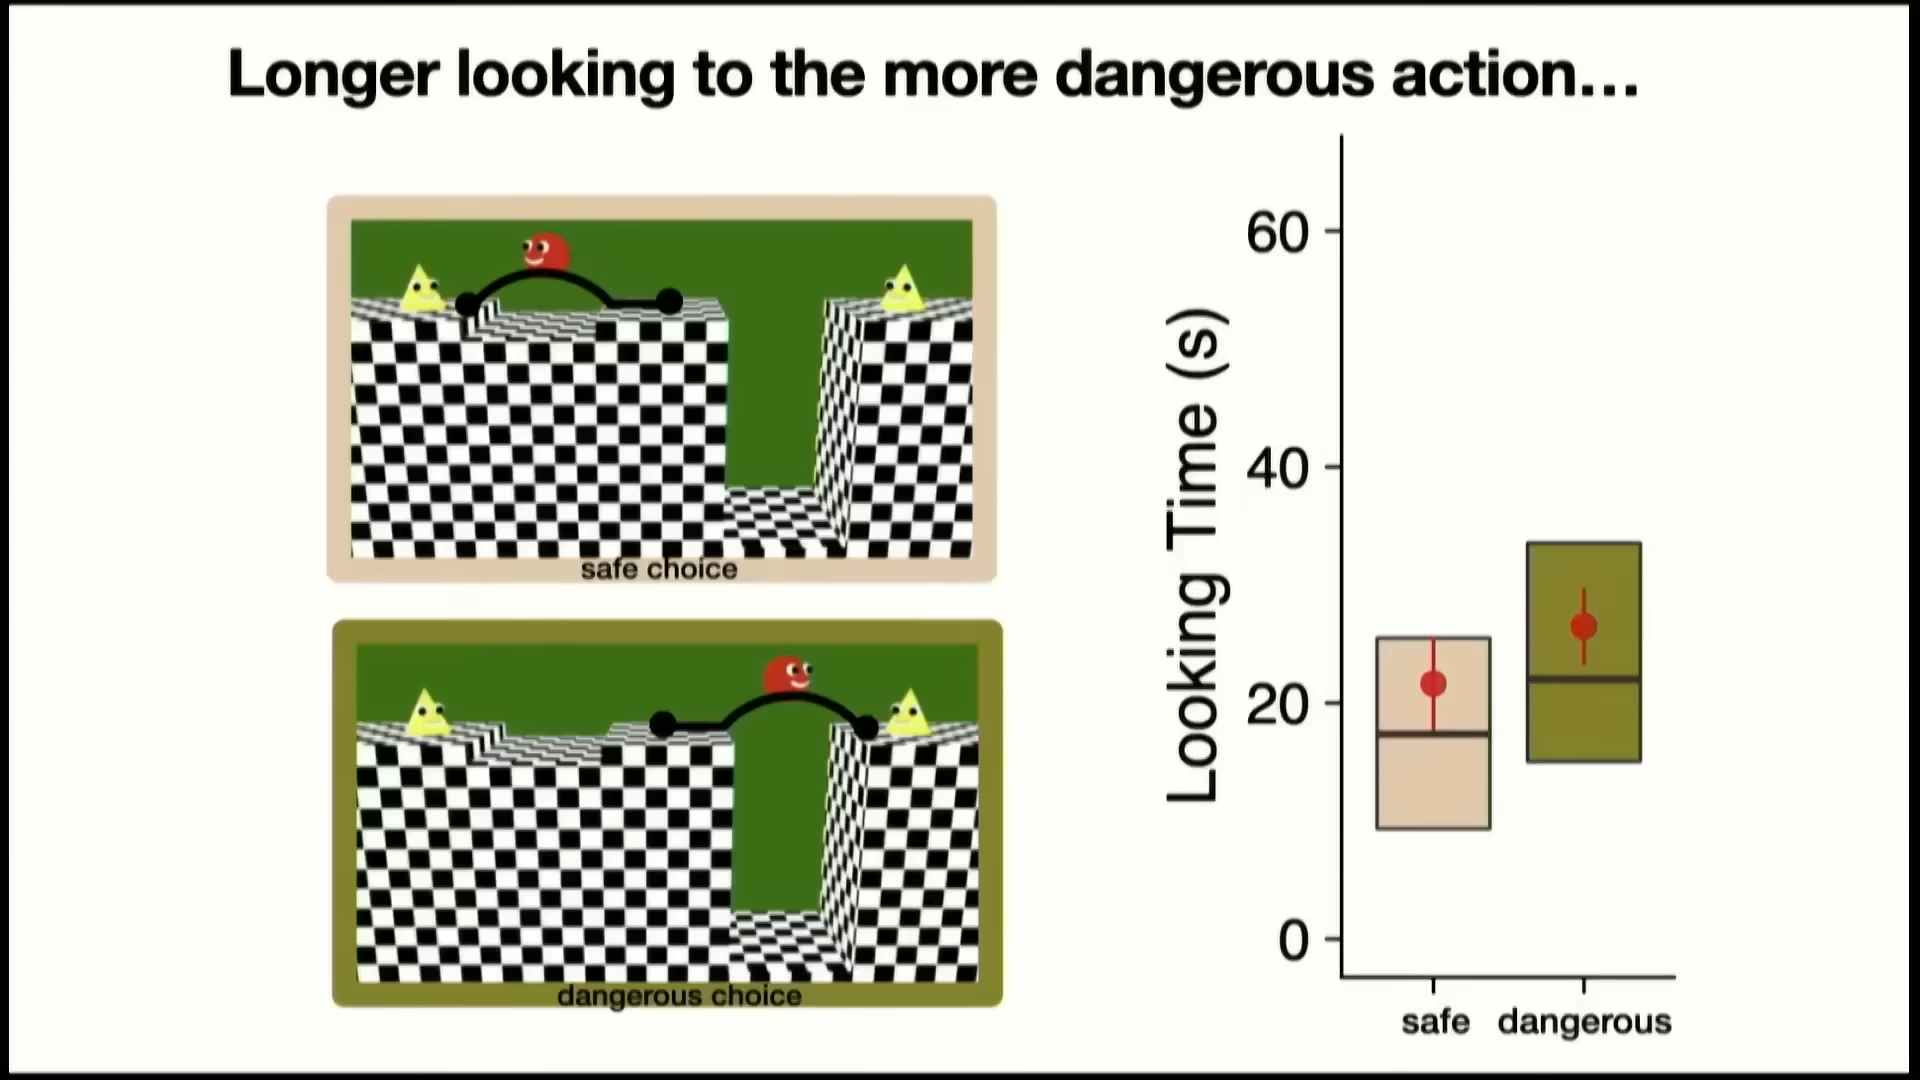 Longer looking to the more dangerous action...
safe choice
dangerous choice
Looking Time (s)
60
40
20
0
safe dangerous